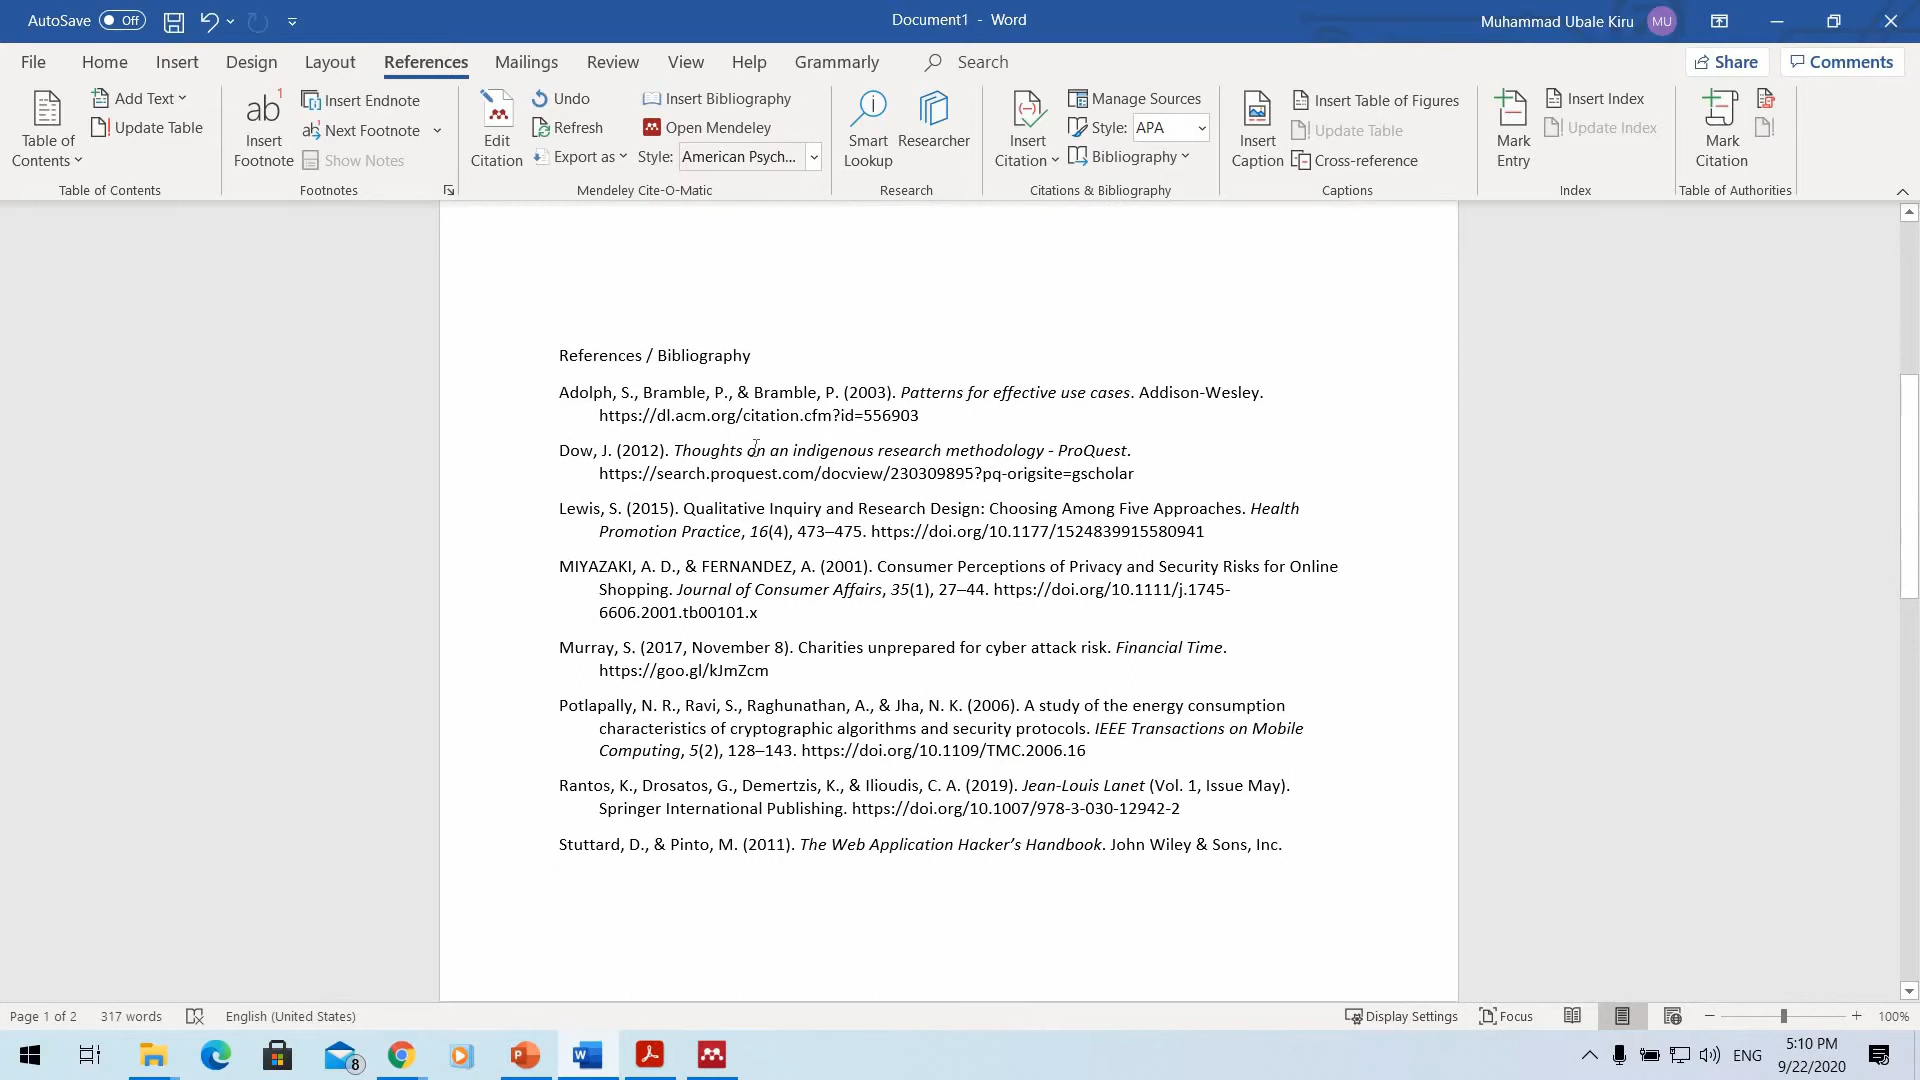 AutoSave Off
Document1 - Word
Muhammad Ubale Kiru MU
File Home Insert Design Layout References Mailings Review View Help Grammarly Search
Share Comments
Table of Contents
Add Text
Update Table
Table of Contents
ab1
Insert Footnote
Insert Endnote
Next Footnote
Show Notes
Footnotes
Edit Citation
Undo
Refresh
Export as
Insert Bibliography
Open Mendeley
Style: American Psych...
Mendeley Cite-O-Matic
Smart Lookup
Researcher
Research
Insert Citation
Manage Sources
Style: APA
Bibliography
Citations & Bibliography
Insert Caption
Insert Table of Figures
Update Table
Cross-reference
Captions
Mark Entry
Insert Index
Update Index
Index
Mark Citation
Table of Authorities
References / Bibliography
Adolph, S., Bramble, P., & Bramble, P. (2003). Patterns for effective use cases. Addison-Wesley.
https://dl.acm.org/citation.cfm?id=556903
Dow, J. (2012). Thoughts on an indigenous research methodology - ProQuest.
https://search.proquest.com/docview/230309895?pq-origsite=gscholar
Lewis, S. (2015). Qualitative Inquiry and Research Design: Choosing Among Five Approaches. Health
Promotion Practice, 16(4), 473–475. https://doi.org/10.1177/1524839915580941
MIYAZAKI, A. D., & FERNANDEZ, A. (2001). Consumer Perceptions of Privacy and Security Risks for Online
Shopping. Journal of Consumer Affairs, 35(1), 27–44. https://doi.org/10.1111/j.1745-
6606.2001.tb00101.x
Murray, S. (2017, November 8). Charities unprepared for cyber attack risk. Financial Time.
https://goo.gl/kJmZcm
Potlapally, N. R., Ravi, S., Raghunathan, A., & Jha, N. K. (2006). A study of the energy consumption
characteristics of cryptographic algorithms and security protocols. IEEE Transactions on Mobile
Computing, 5(2), 128–143. https://doi.org/10.1109/TMC.2006.16
Rantos, K., Drosatos, G., Demertzis, K., & Ilioudis, C. A. (2019). Jean-Louis Lanet (Vol. 1, Issue May).
Springer International Publishing. https://doi.org/10.1007/978-3-030-12942-2
Stuttard, D., & Pinto, M. (2011). The Web Application Hacker’s Handbook. John Wiley & Sons, Inc.
Page 1 of 2 317 words English (United States)
Display Settings Focus 100%
8
ENG
5:10 PM
9/22/2020